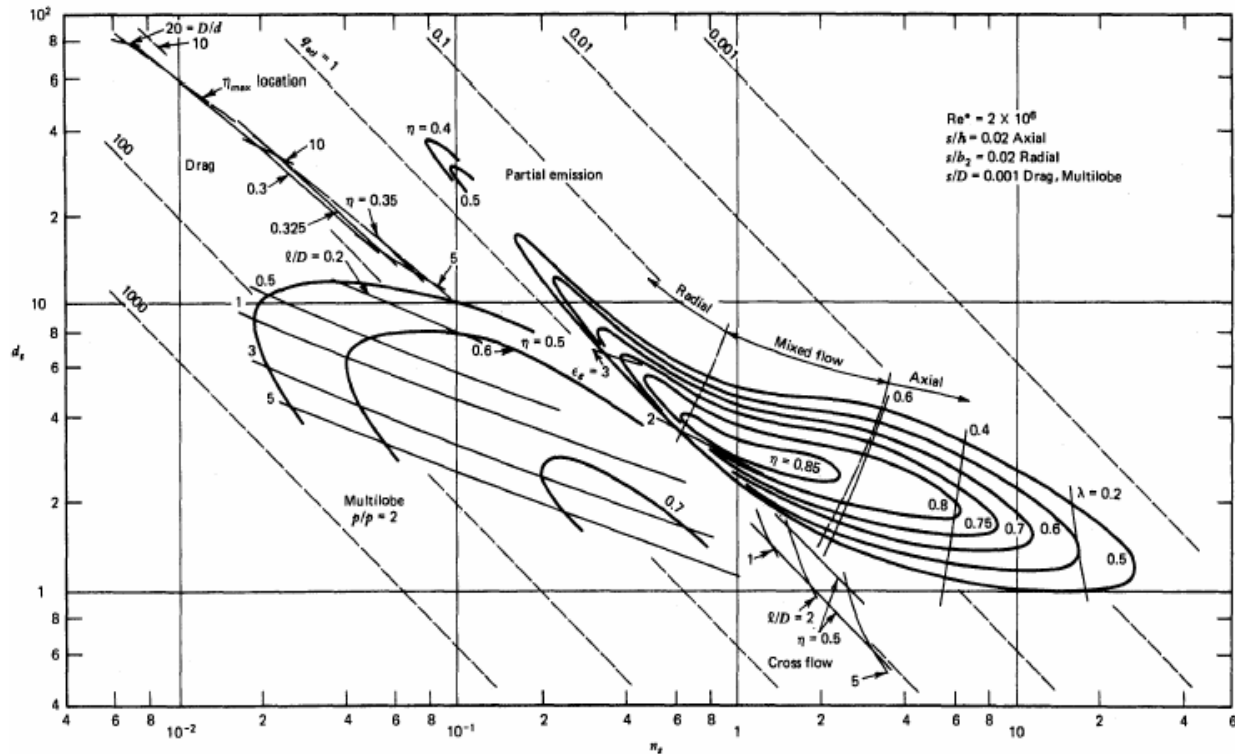 10²
8
6
4
2
10
8
6
4
2
1
8
6
4
dₛ
4
6
8
10⁻²
2
4
6
8
10⁻¹
2
4
6
8
1
2
4
6
8
10
2
4
6
nₛ
20 = D/d
10
η_max location
Drag
10
0.3
0.325
η = 0.35
5
100
1000
0.1
0.01
0.001
η = 0.4
0.5
Partial emission
Re* = 2 × 10⁶
s/h = 0.02 Axial
s/b₂ = 0.02 Radial
s/D = 0.001 Drag, Multilobe
ℓ/D = 0.2
0.5
1
3
5
0.6
η = 0.5
0.7
Multilobe
p/p = 2
Radial
Mixed flow
Axial
εₛ = 3
2
0.6
0.4
λ = 0.2
η = 0.85
0.8
0.75
0.7
0.6
0.5
1
ℓ/D = 2
η = 0.5
Cross flow
5